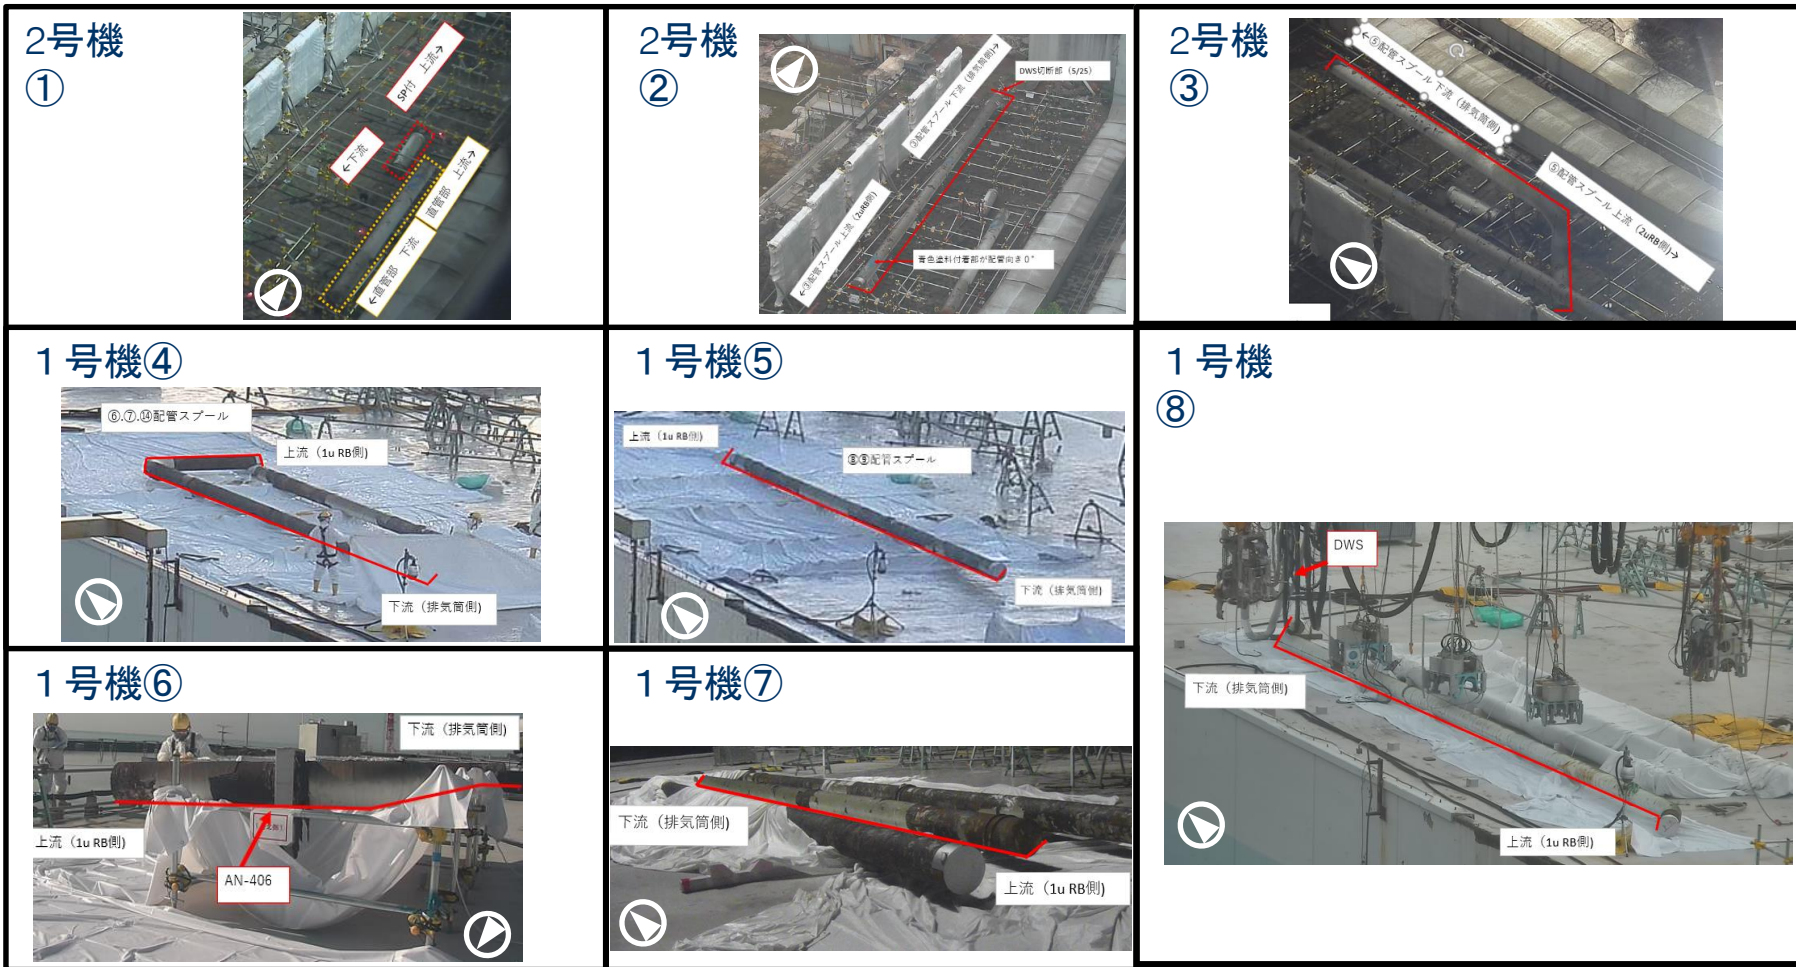 2号機
①
SP付 上流→
←下流
直管部 上流→
←直管部 下流
2号機
②
DWS切断部（5/25）
③配管スプール 下流（排気筒側）→
←③配管スプール 上流（2uRB側）
青色塗料付着部が配管向き0°
2号機
③
←⑤配管スプール 下流（排気筒側）
⑤配管スプール 上流（2uRB側）→
１号機④
⑥.⑦.⑭配管スプール
上流（1u RB側）
下流（排気筒側）
１号機⑤
上流（1u RB側）
⑧⑨配管スプール
下流（排気筒側）
１号機
⑧
DWS
下流（排気筒側）
上流（1u RB側）
１号機⑥
下流（排気筒側）
上流（1u RB側）
AN-406
１号機⑦
下流（排気筒側）
上流（1u RB側）